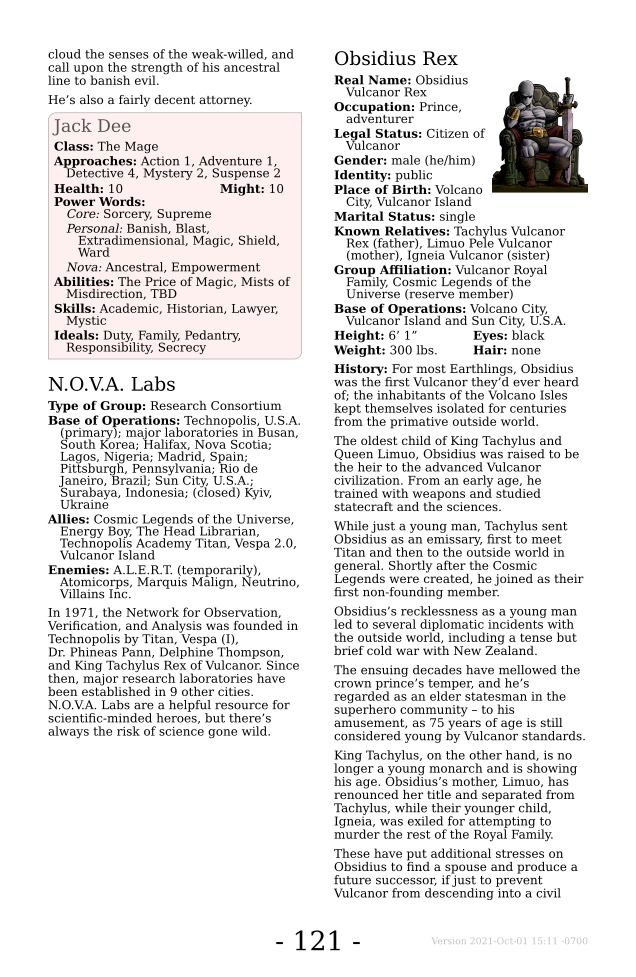 cloud the senses of the weak-willed, and
call upon the strength of his ancestral
line to banish evil.
He’s also a fairly decent attorney.
Jack Dee
Class: The Mage
Approaches: Action 1, Adventure 1,
Detective 4, Mystery 2, Suspense 2
Health: 10 Might: 10
Power Words:
Core: Sorcery, Supreme
Personal: Banish, Blast,
Extradimensional, Magic, Shield,
Ward
Nova: Ancestral, Empowerment
Abilities: The Price of Magic, Mists of
Misdirection, TBD
Skills: Academic, Historian, Lawyer,
Mystic
Ideals: Duty, Family, Pedantry,
Responsibility, Secrecy
N.O.V.A. Labs
Type of Group: Research Consortium
Base of Operations: Technopolis, U.S.A.
(primary); major laboratories in Busan,
South Korea; Halifax, Nova Scotia;
Lagos, Nigeria; Madrid, Spain;
Pittsburgh, Pennsylvania; Rio de
Janeiro, Brazil; Sun City, U.S.A.;
Surabaya, Indonesia; (closed) Kyiv,
Ukraine
Allies: Cosmic Legends of the Universe,
Energy Boy, The Head Librarian,
Technopolis Academy Titan, Vespa 2.0,
Vulcanor Island
Enemies: A.L.E.R.T. (temporarily),
Atomicorps, Marquis Malign, Neutrino,
Villains Inc.
In 1971, the Network for Observation,
Verification, and Analysis was founded in
Technopolis by Titan, Vespa (I),
Dr. Phineas Pann, Delphine Thompson,
and King Tachylus Rex of Vulcanor. Since
then, major research laboratories have
been established in 9 other cities.
N.O.V.A. Labs are a helpful resource for
scientific-minded heroes, but there’s
always the risk of science gone wild.
Obsidius Rex
Real Name: Obsidius
Vulcanor Rex
Occupation: Prince,
adventurer
Legal Status: Citizen of
Vulcanor
Gender: male (he/him)
Identity: public
Place of Birth: Volcano
City, Vulcanor Island
Marital Status: single
Known Relatives: Tachylus Vulcanor
Rex (father), Limuo Pele Vulcanor
(mother), Igneia Vulcanor (sister)
Group Affiliation: Vulcanor Royal
Family, Cosmic Legends of the
Universe (reserve member)
Base of Operations: Volcano City,
Vulcanor Island and Sun City, U.S.A.
Height: 6’ 1” Eyes: black
Weight: 300 lbs. Hair: none
History: For most Earthlings, Obsidius
was the first Vulcanor they’d ever heard
of; the inhabitants of the Volcano Isles
kept themselves isolated for centuries
from the primative outside world.
The oldest child of King Tachylus and
Queen Limuo, Obsidius was raised to be
the heir to the advanced Vulcanor
civilization. From an early age, he
trained with weapons and studied
statecraft and the sciences.
While just a young man, Tachylus sent
Obsidius as an emissary, first to meet
Titan and then to the outside world in
general. Shortly after the Cosmic
Legends were created, he joined as their
first non-founding member.
Obsidius’s recklessness as a young man
led to several diplomatic incidents with
the outside world, including a tense but
brief cold war with New Zealand.
The ensuing decades have mellowed the
crown prince’s temper, and he’s
regarded as an elder statesman in the
superhero community – to his
amusement, as 75 years of age is still
considered young by Vulcanor standards.
King Tachylus, on the other hand, is no
longer a young monarch and is showing
his age. Obsidius’s mother, Limuo, has
renounced her title and separated from
Tachylus, while their younger child,
Igneia, was exiled for attempting to
murder the rest of the Royal Family.
These have put additional stresses on
Obsidius to find a spouse and produce a
future successor, if just to prevent
Vulcanor from descending into a civil
- 121 -
Version 2021-Oct-01 15:11 -0700